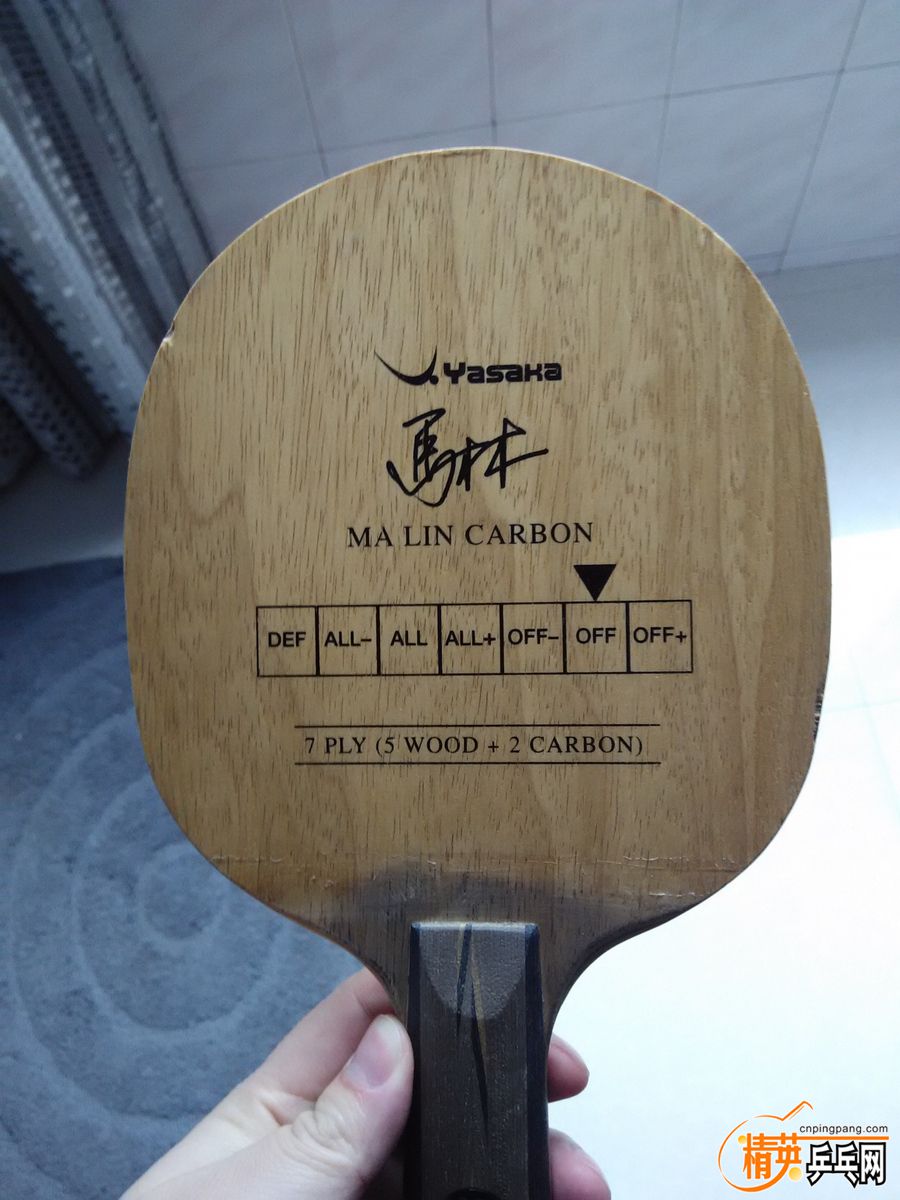 Yasaka
馬林
MA LIN CARBON
DEF ALL- ALL ALL+ OFF- OFF OFF+
7 PLY (5 WOOD + 2 CARBON)
cnpingpang.com
精英乒乓网